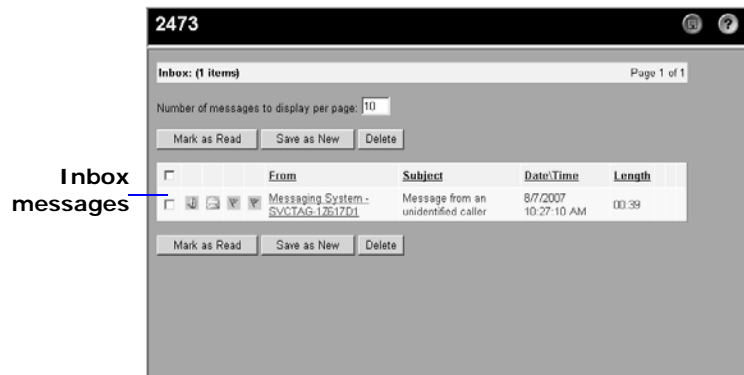 2473
Inbox: (1 items) Page 1 of 1
Number of messages to display per page: 10
Mark as Read Save as New Delete
Inbox messages
From Subject Date\Time Length
Messaging System - SVCTAG-1Z617D1 Message from an unidentified caller 8/7/2007 10:27:10 AM 00:39
Mark as Read Save as New Delete